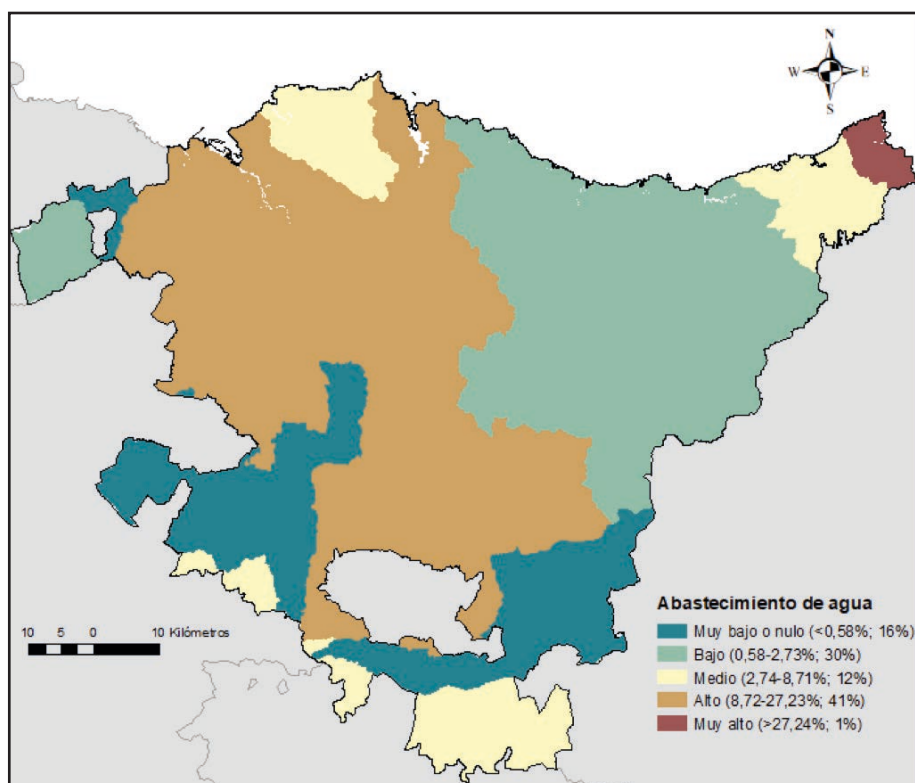 N
W E
S
10 5 0 10 Kilómetros
Abastecimiento de agua
Muy bajo o nulo (<0,58%; 16%)
Bajo (0,58-2,73%; 30%)
Medio (2,74-8,71%; 12%)
Alto (8,72-27,23%; 41%)
Muy alto (>27,24%; 1%)